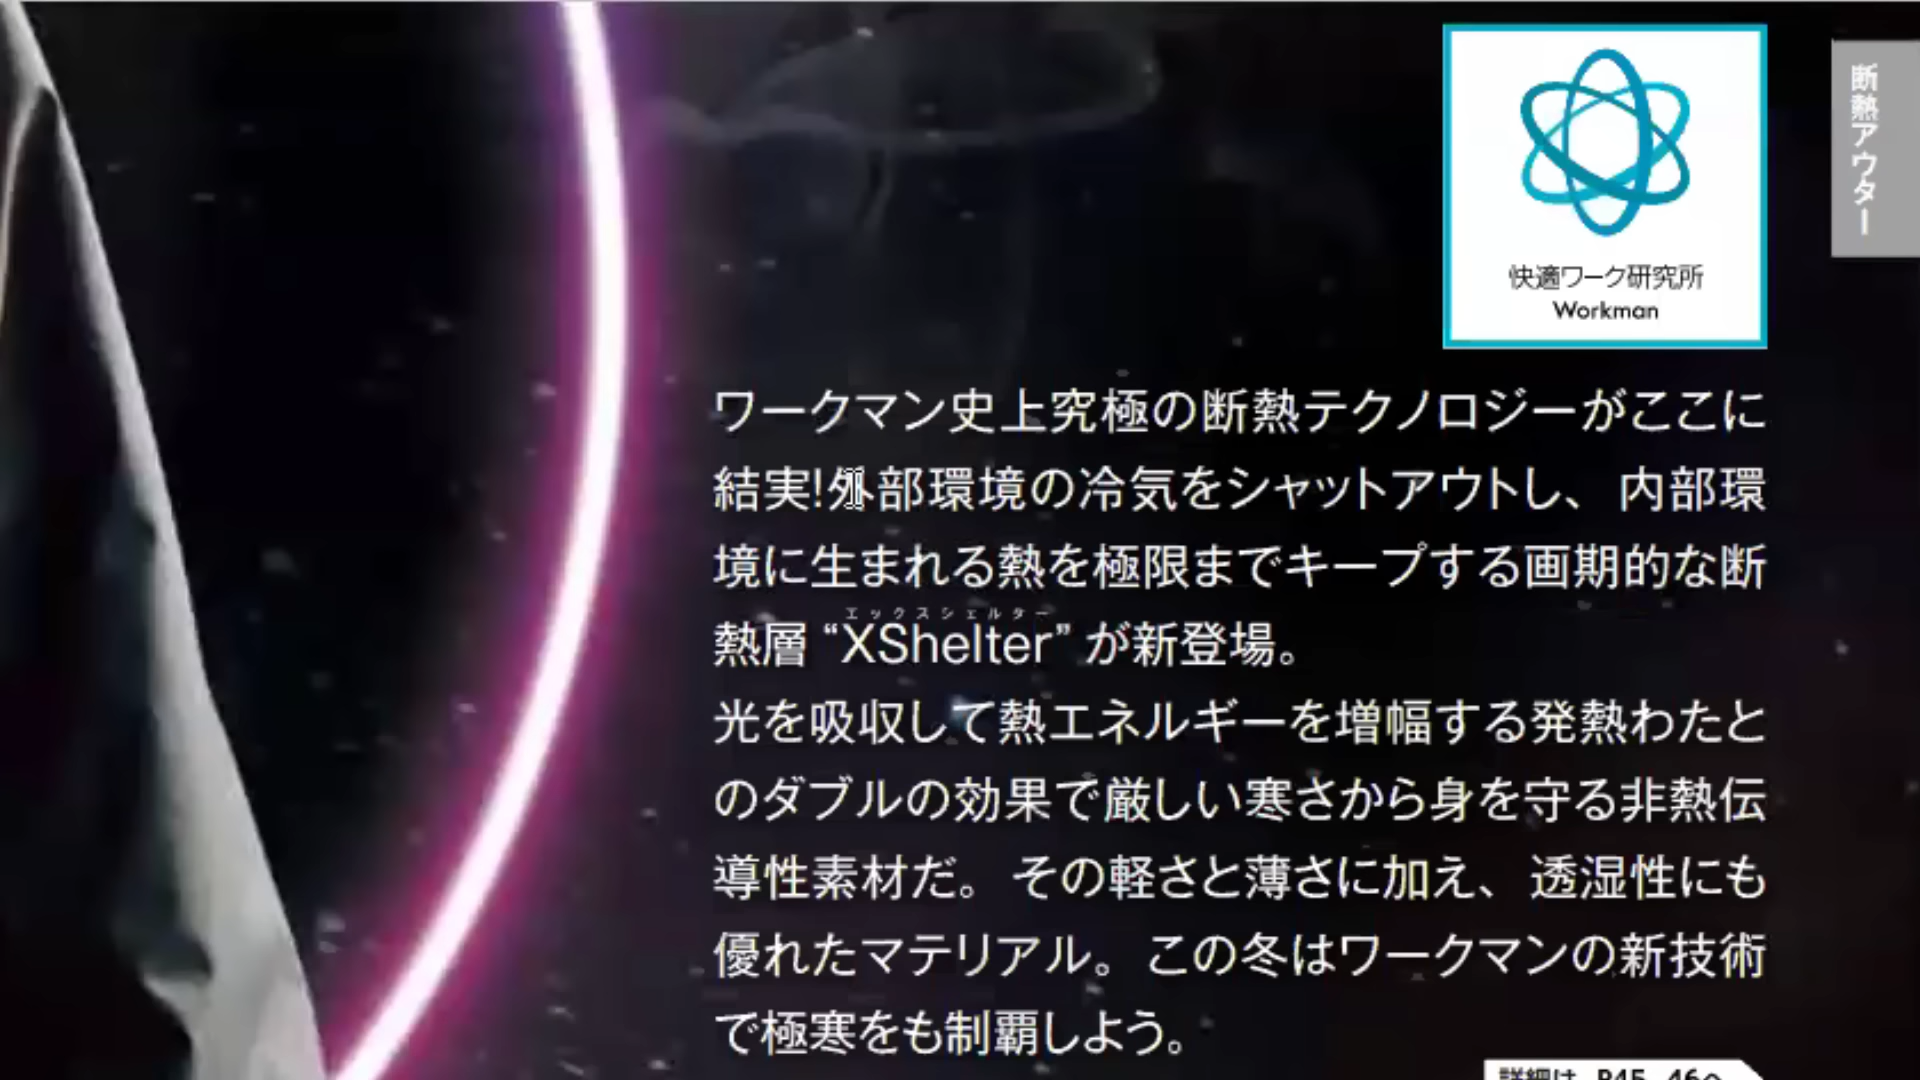 快適ワーク研究所
Workman
断熱アウター
ワークマン史上究極の断熱テクノロジーがここに
結実!外部環境の冷気をシャットアウトし、内部環
境に生まれる熱を極限までキープする画期的な断
エックスシェルター
熱層 “XShelter” が新登場。
光を吸収して熱エネルギーを増幅する発熱わたと
のダブルの効果で厳しい寒さから身を守る非熱伝
導性素材だ。その軽さと薄さに加え、透湿性にも
優れたマテリアル。この冬はワークマンの新技術
で極寒をも制覇しよう。
詳細は P45、46へ